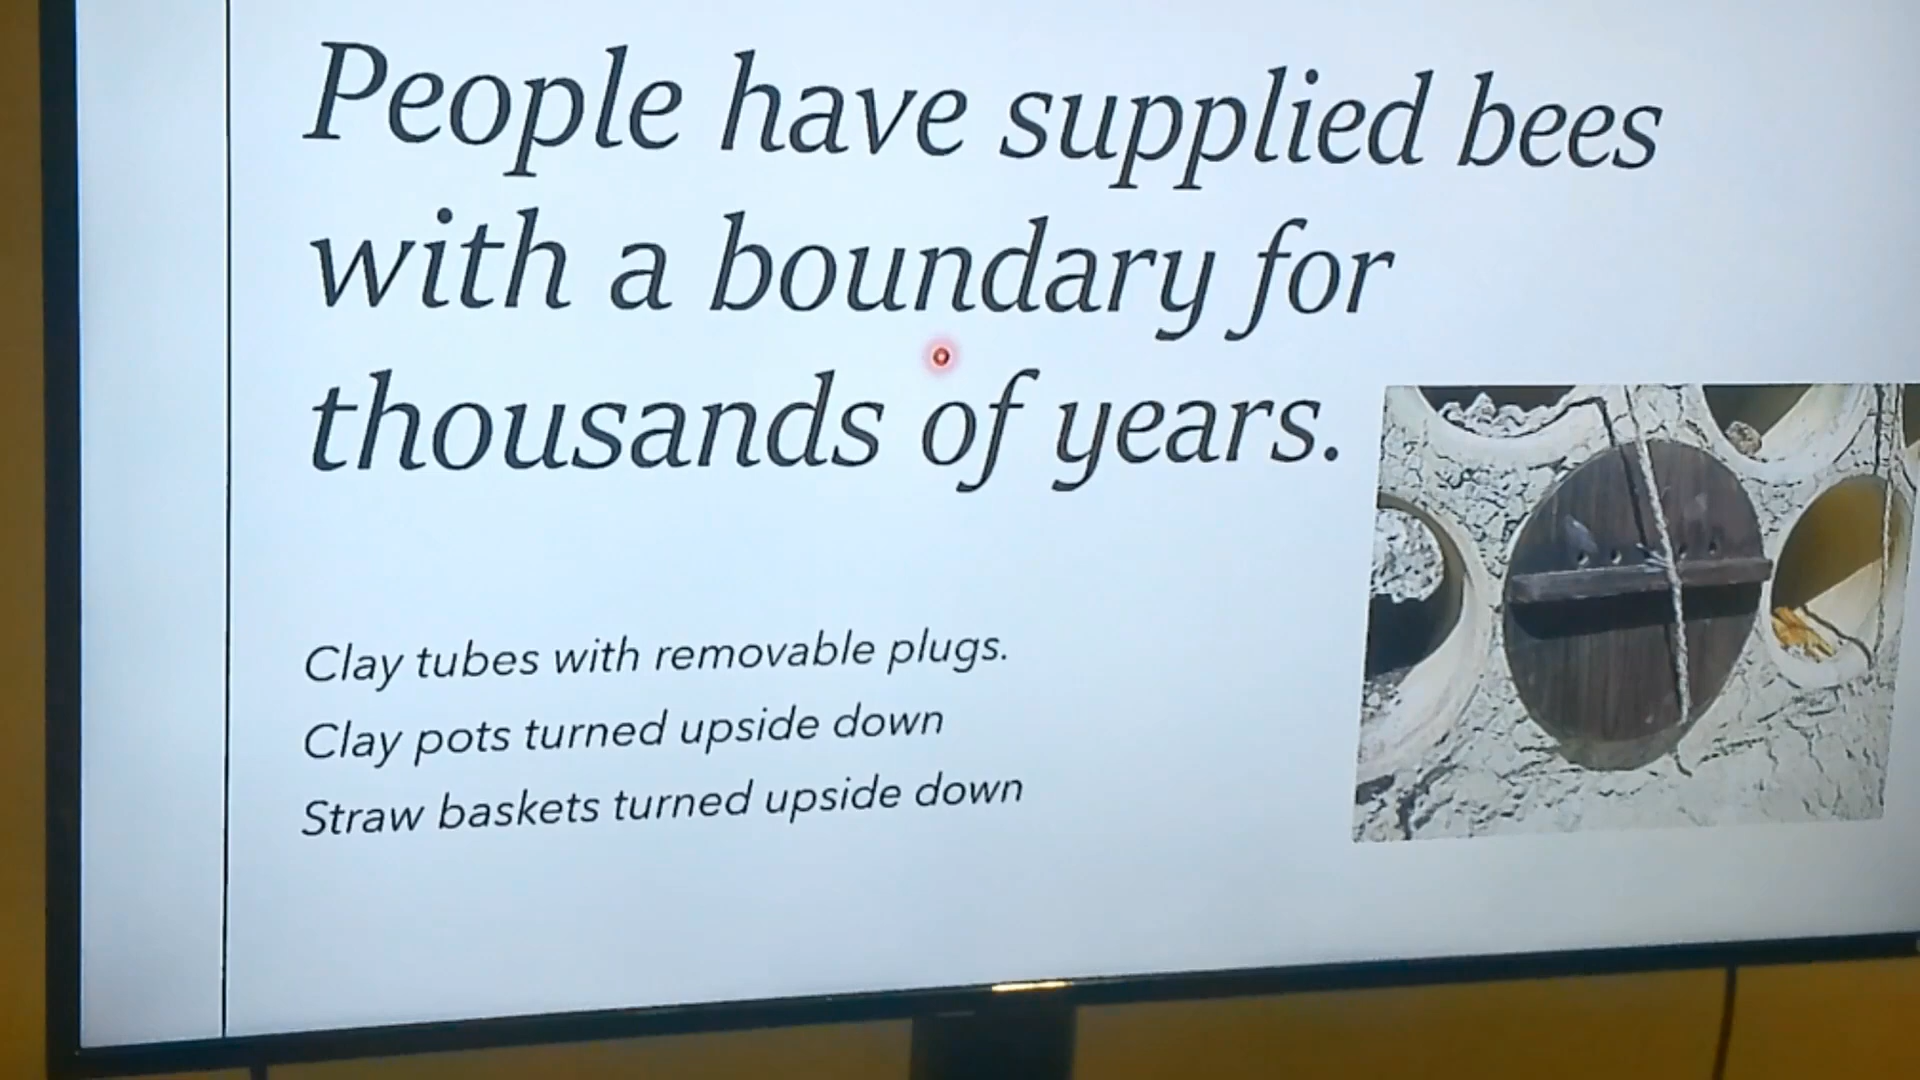 People have supplied bees
with a boundary for
thousands of years.
Clay tubes with removable plugs.
Clay pots turned upside down
Straw baskets turned upside down